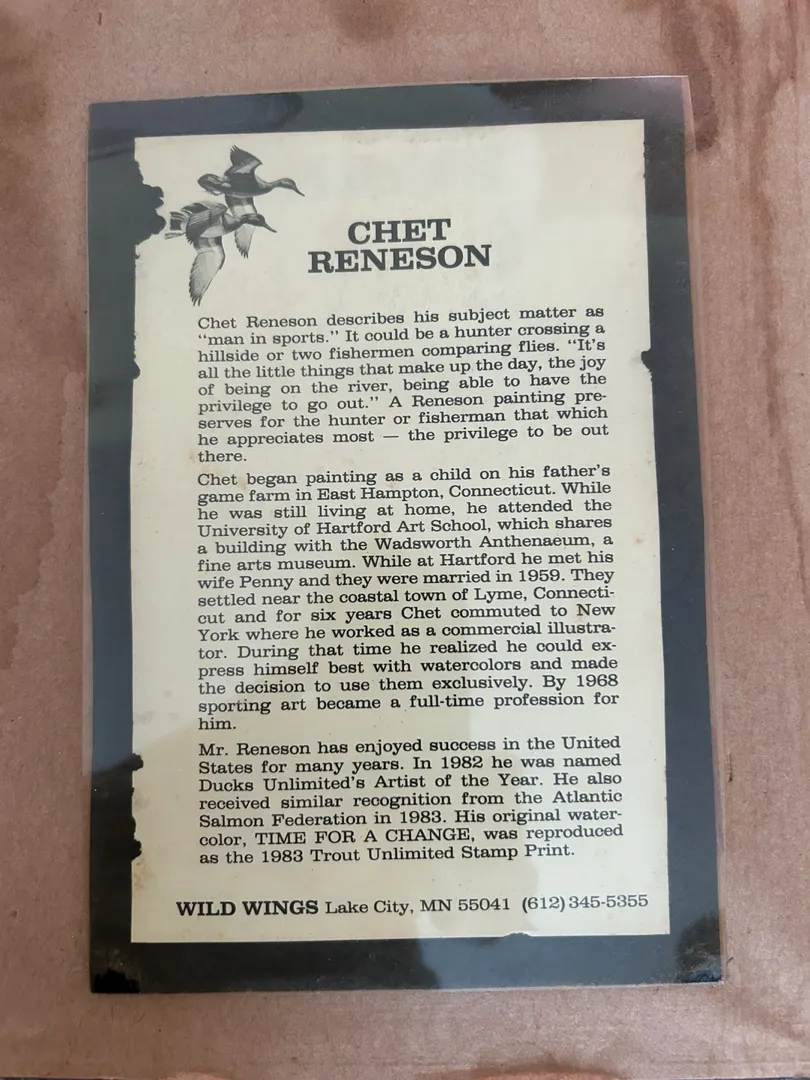 CHET
RENESON
Chet Reneson describes his subject matter as
“man in sports.” It could be a hunter crossing a
hillside or two fishermen comparing flies. “It’s
all the little things that make up the day, the joy
of being on the river, being able to have the
privilege to go out.” A Reneson painting pre-
serves for the hunter or fisherman that which
he appreciates most — the privilege to be out
there.
Chet began painting as a child on his father’s
game farm in East Hampton, Connecticut. While
he was still living at home, he attended the
University of Hartford Art School, which shares
a building with the Wadsworth Anthenaeum, a
fine arts museum. While at Hartford he met his
wife Penny and they were married in 1959. They
settled near the coastal town of Lyme, Connecti-
cut and for six years Chet commuted to New
York where he worked as a commercial illustra-
tor. During that time he realized he could ex-
press himself best with watercolors and made
the decision to use them exclusively. By 1968
sporting art became a full-time profession for
him.
Mr. Reneson has enjoyed success in the United
States for many years. In 1982 he was named
Ducks Unlimited’s Artist of the Year. He also
received similar recognition from the Atlantic
Salmon Federation in 1983. His original water-
color, TIME FOR A CHANGE, was reproduced
as the 1983 Trout Unlimited Stamp Print.
WILD WINGS Lake City, MN 55041 (612) 345-5355